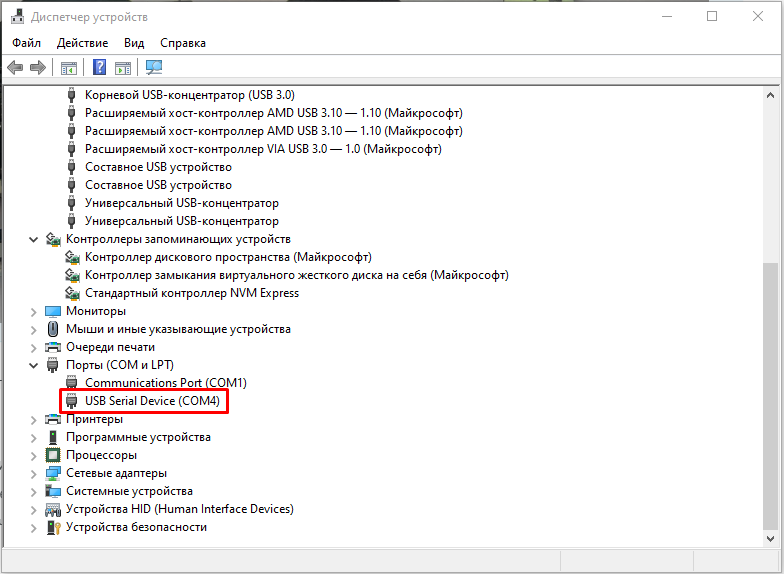 Диспетчер устройств
Файл Действие Вид Справка
Корневой USB-концентратор (USB 3.0)
Расширяемый хост-контроллер AMD USB 3.10 — 1.10 (Майкрософт)
Расширяемый хост-контроллер AMD USB 3.10 — 1.10 (Майкрософт)
Расширяемый хост-контроллер VIA USB 3.0 — 1.0 (Майкрософт)
Составное USB устройство
Составное USB устройство
Универсальный USB-концентратор
Универсальный USB-концентратор
Контроллеры запоминающих устройств
Контроллер дискового пространства (Майкрософт)
Контроллер замыкания виртуального жесткого диска на себя (Майкрософт)
Стандартный контроллер NVM Express
Мониторы
Мыши и иные указывающие устройства
Очереди печати
Порты (COM и LPT)
Communications Port (COM1)
USB Serial Device (COM4)
Принтеры
Программные устройства
Процессоры
Сетевые адаптеры
Системные устройства
Устройства HID (Human Interface Devices)
Устройства безопасности